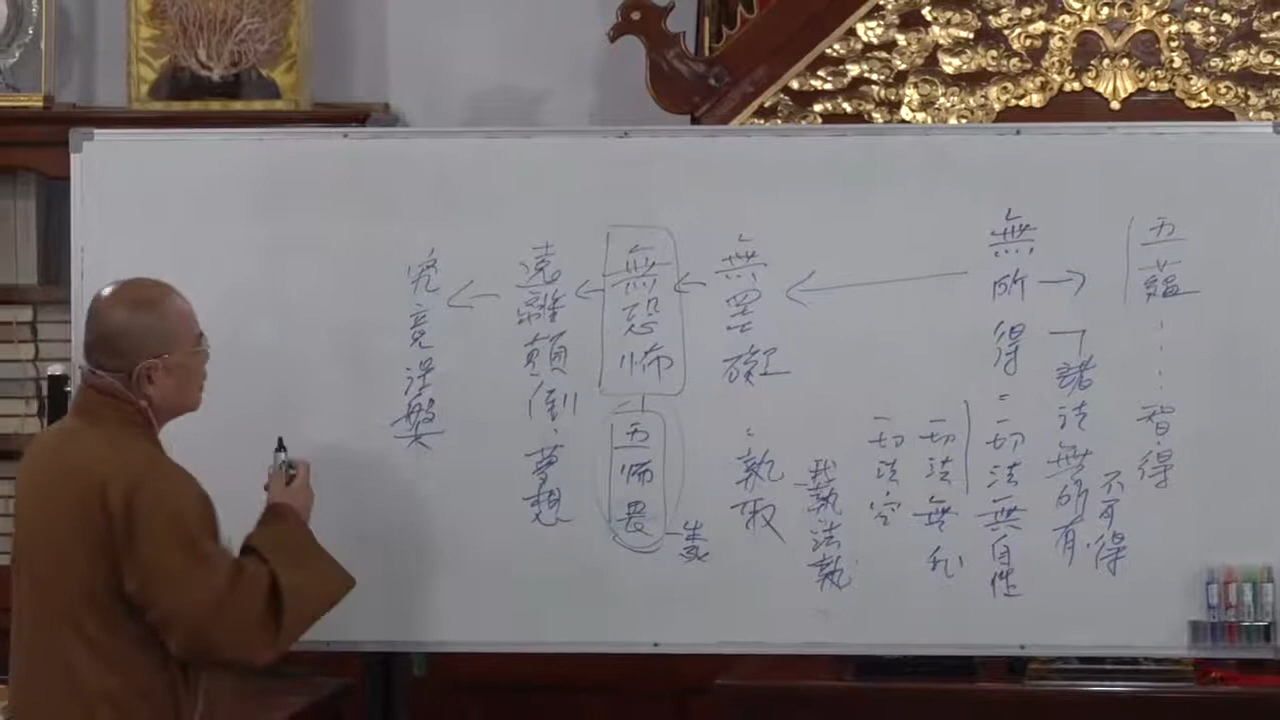 五蘊⋯⋯智得
不可得
「諸法無所有
無所得=一切法無自性
一切法無
一切法空
我執法執
無罣礙
執取
無恐怖
五怖畏
遠離顛倒、夢想
究竟涅槃